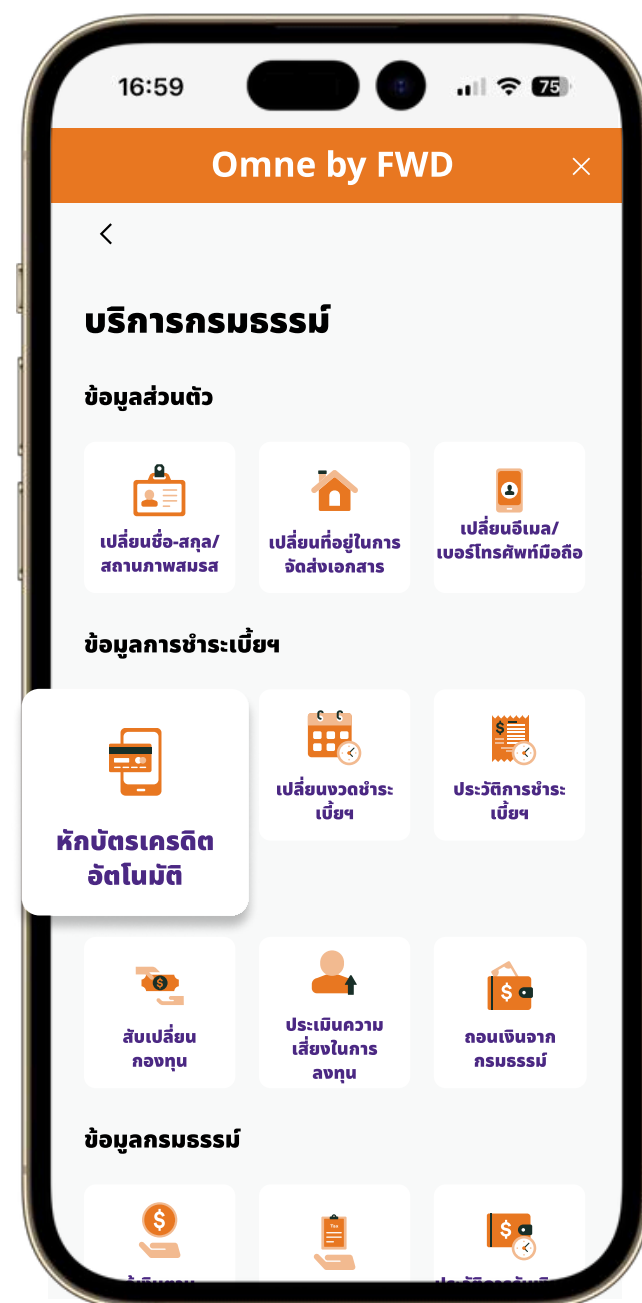 16:59
75
Omne by FWD
บริการกรมธรรม์
ข้อมูลส่วนตัว
เปลี่ยนชื่อ-สกุล/
สถานภาพสมรส
เปลี่ยนที่อยู่ในการ
จัดส่งเอกสาร
เปลี่ยนอีเมล/
เบอร์โทรศัพท์มือถือ
ข้อมูลการชำระเบี้ยฯ
หักบัตรเครดิต
อัตโนมัติ
เปลี่ยนงวดชำระ
เบี้ยฯ
ประวัติการชำระ
เบี้ยฯ
สับเปลี่ยน
กองทุน
ประเมินความ
เสี่ยงในการ
ลงทุน
ถอนเงินจาก
กรมธรรม์
ข้อมูลกรมธรรม์